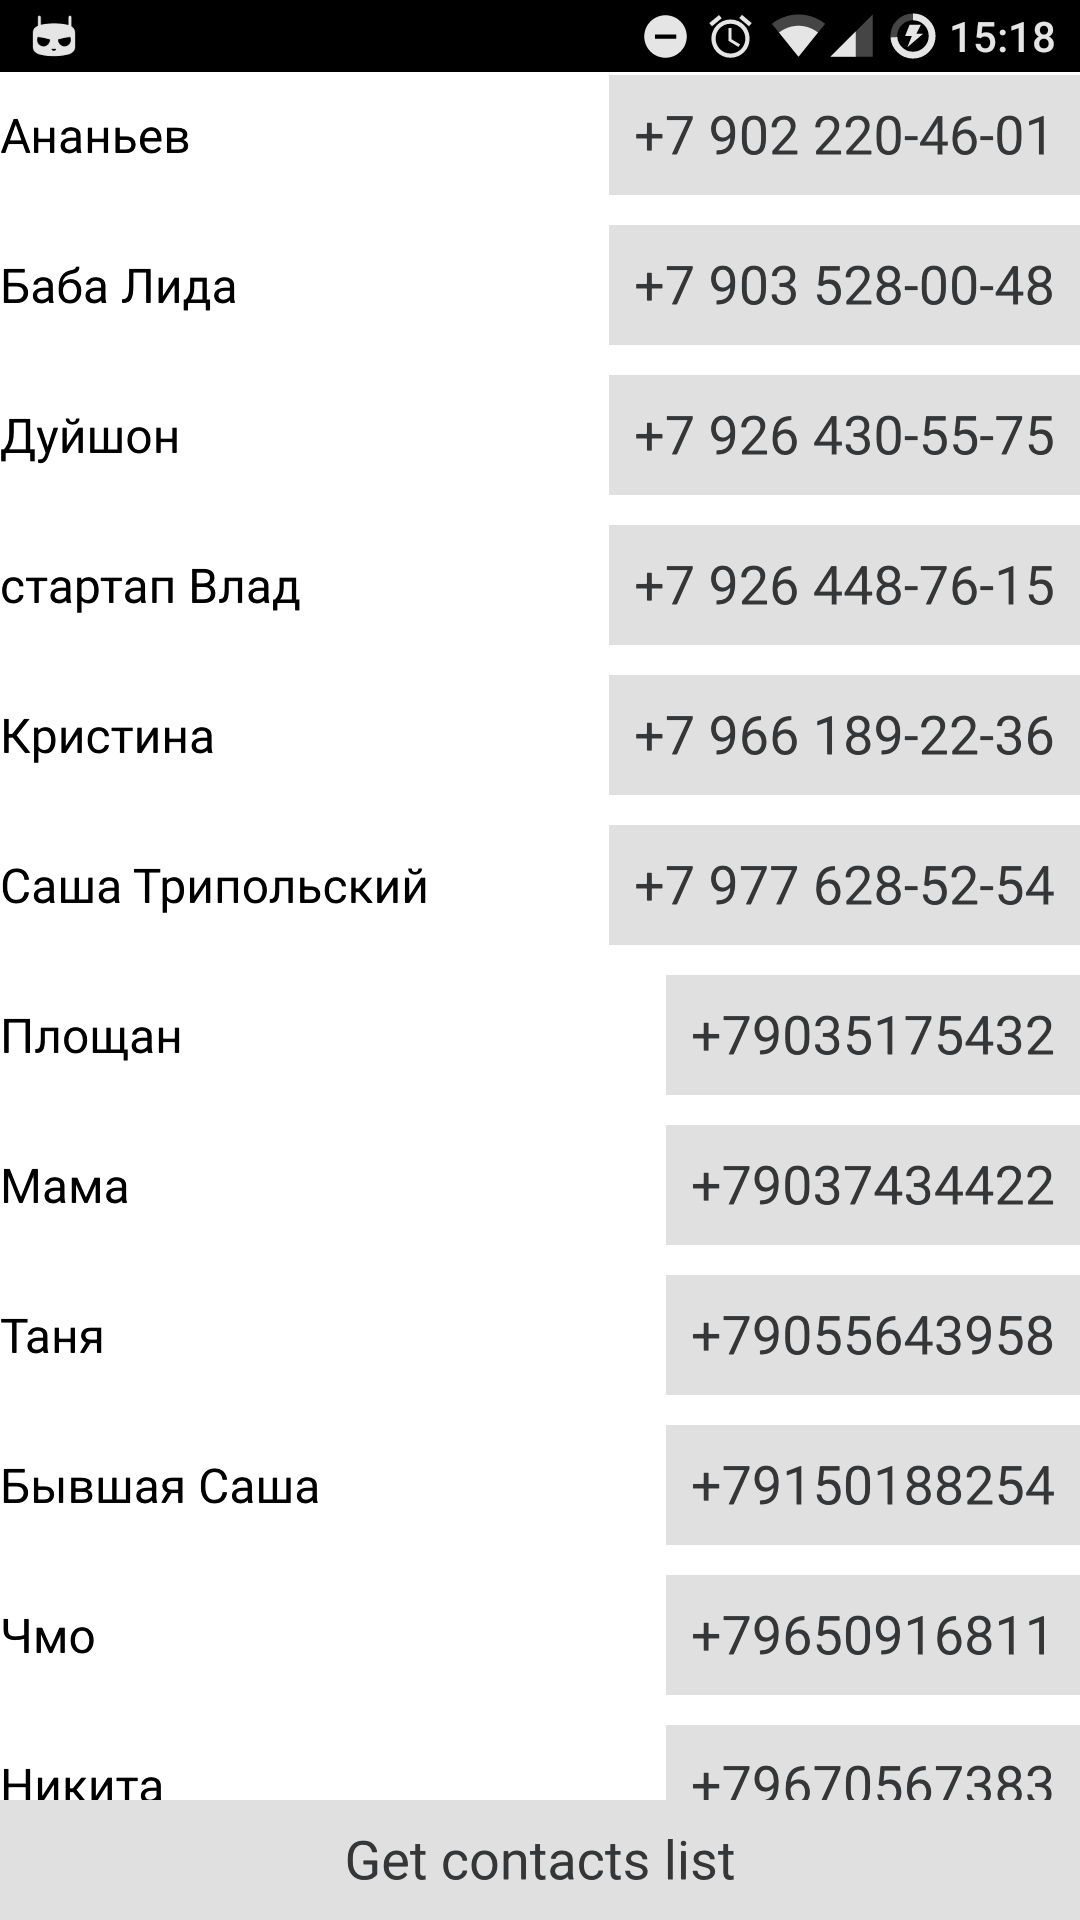 15:18
Ананьев +7 902 220-46-01
Баба Лида +7 903 528-00-48
Дуйшон +7 926 430-55-75
стартап Влад +7 926 448-76-15
Кристина +7 966 189-22-36
Саша Трипольский +7 977 628-52-54
Площан +79035175432
Мама +79037434422
Таня +79055643958
Бывшая Саша +79150188254
Чмо +79650916811
Никита +79670567383
Get contacts list